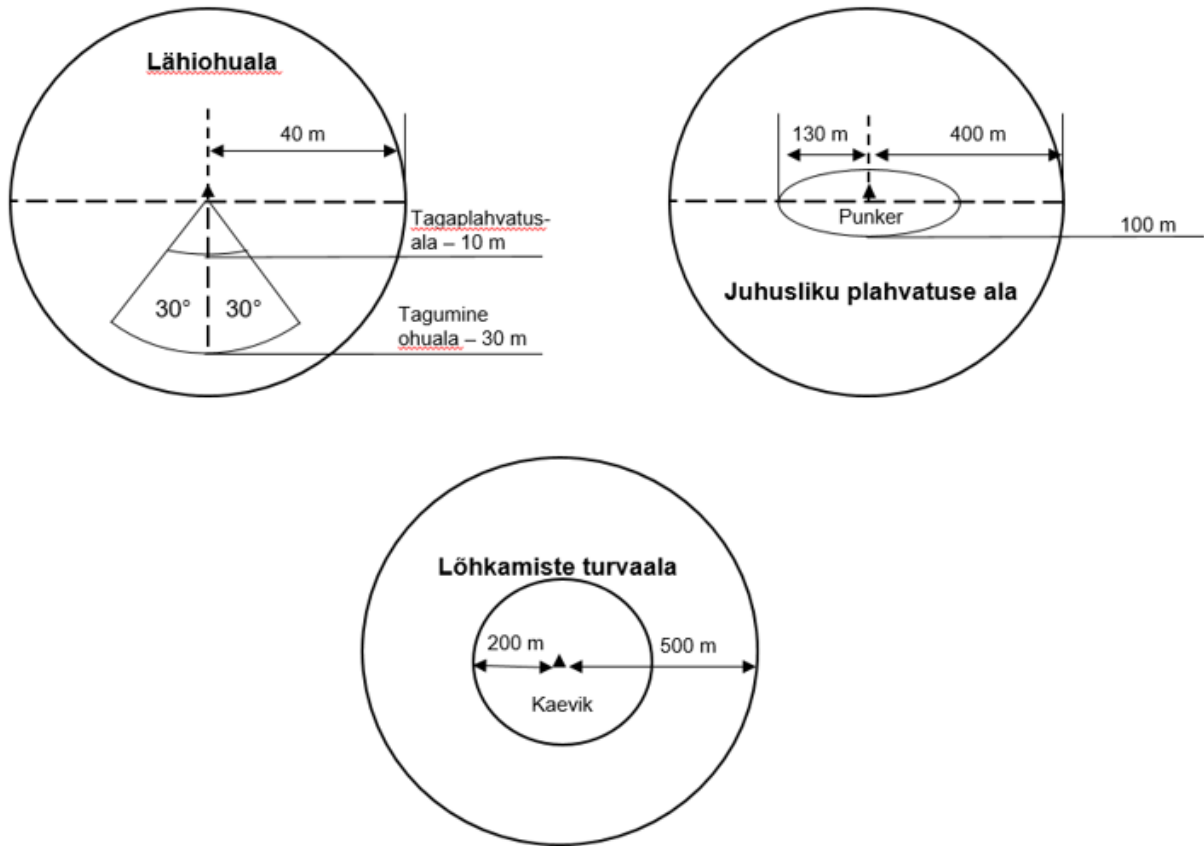 Lähiohuala
40 m
Tagaplahvatus-
ala – 10 m
30°
30°
Tagumine
ohuala – 30 m
130 m
400 m
Punker
100 m
Juhusliku plahvatuse ala
Lõhkamiste turvaala
200 m
500 m
Kaevik